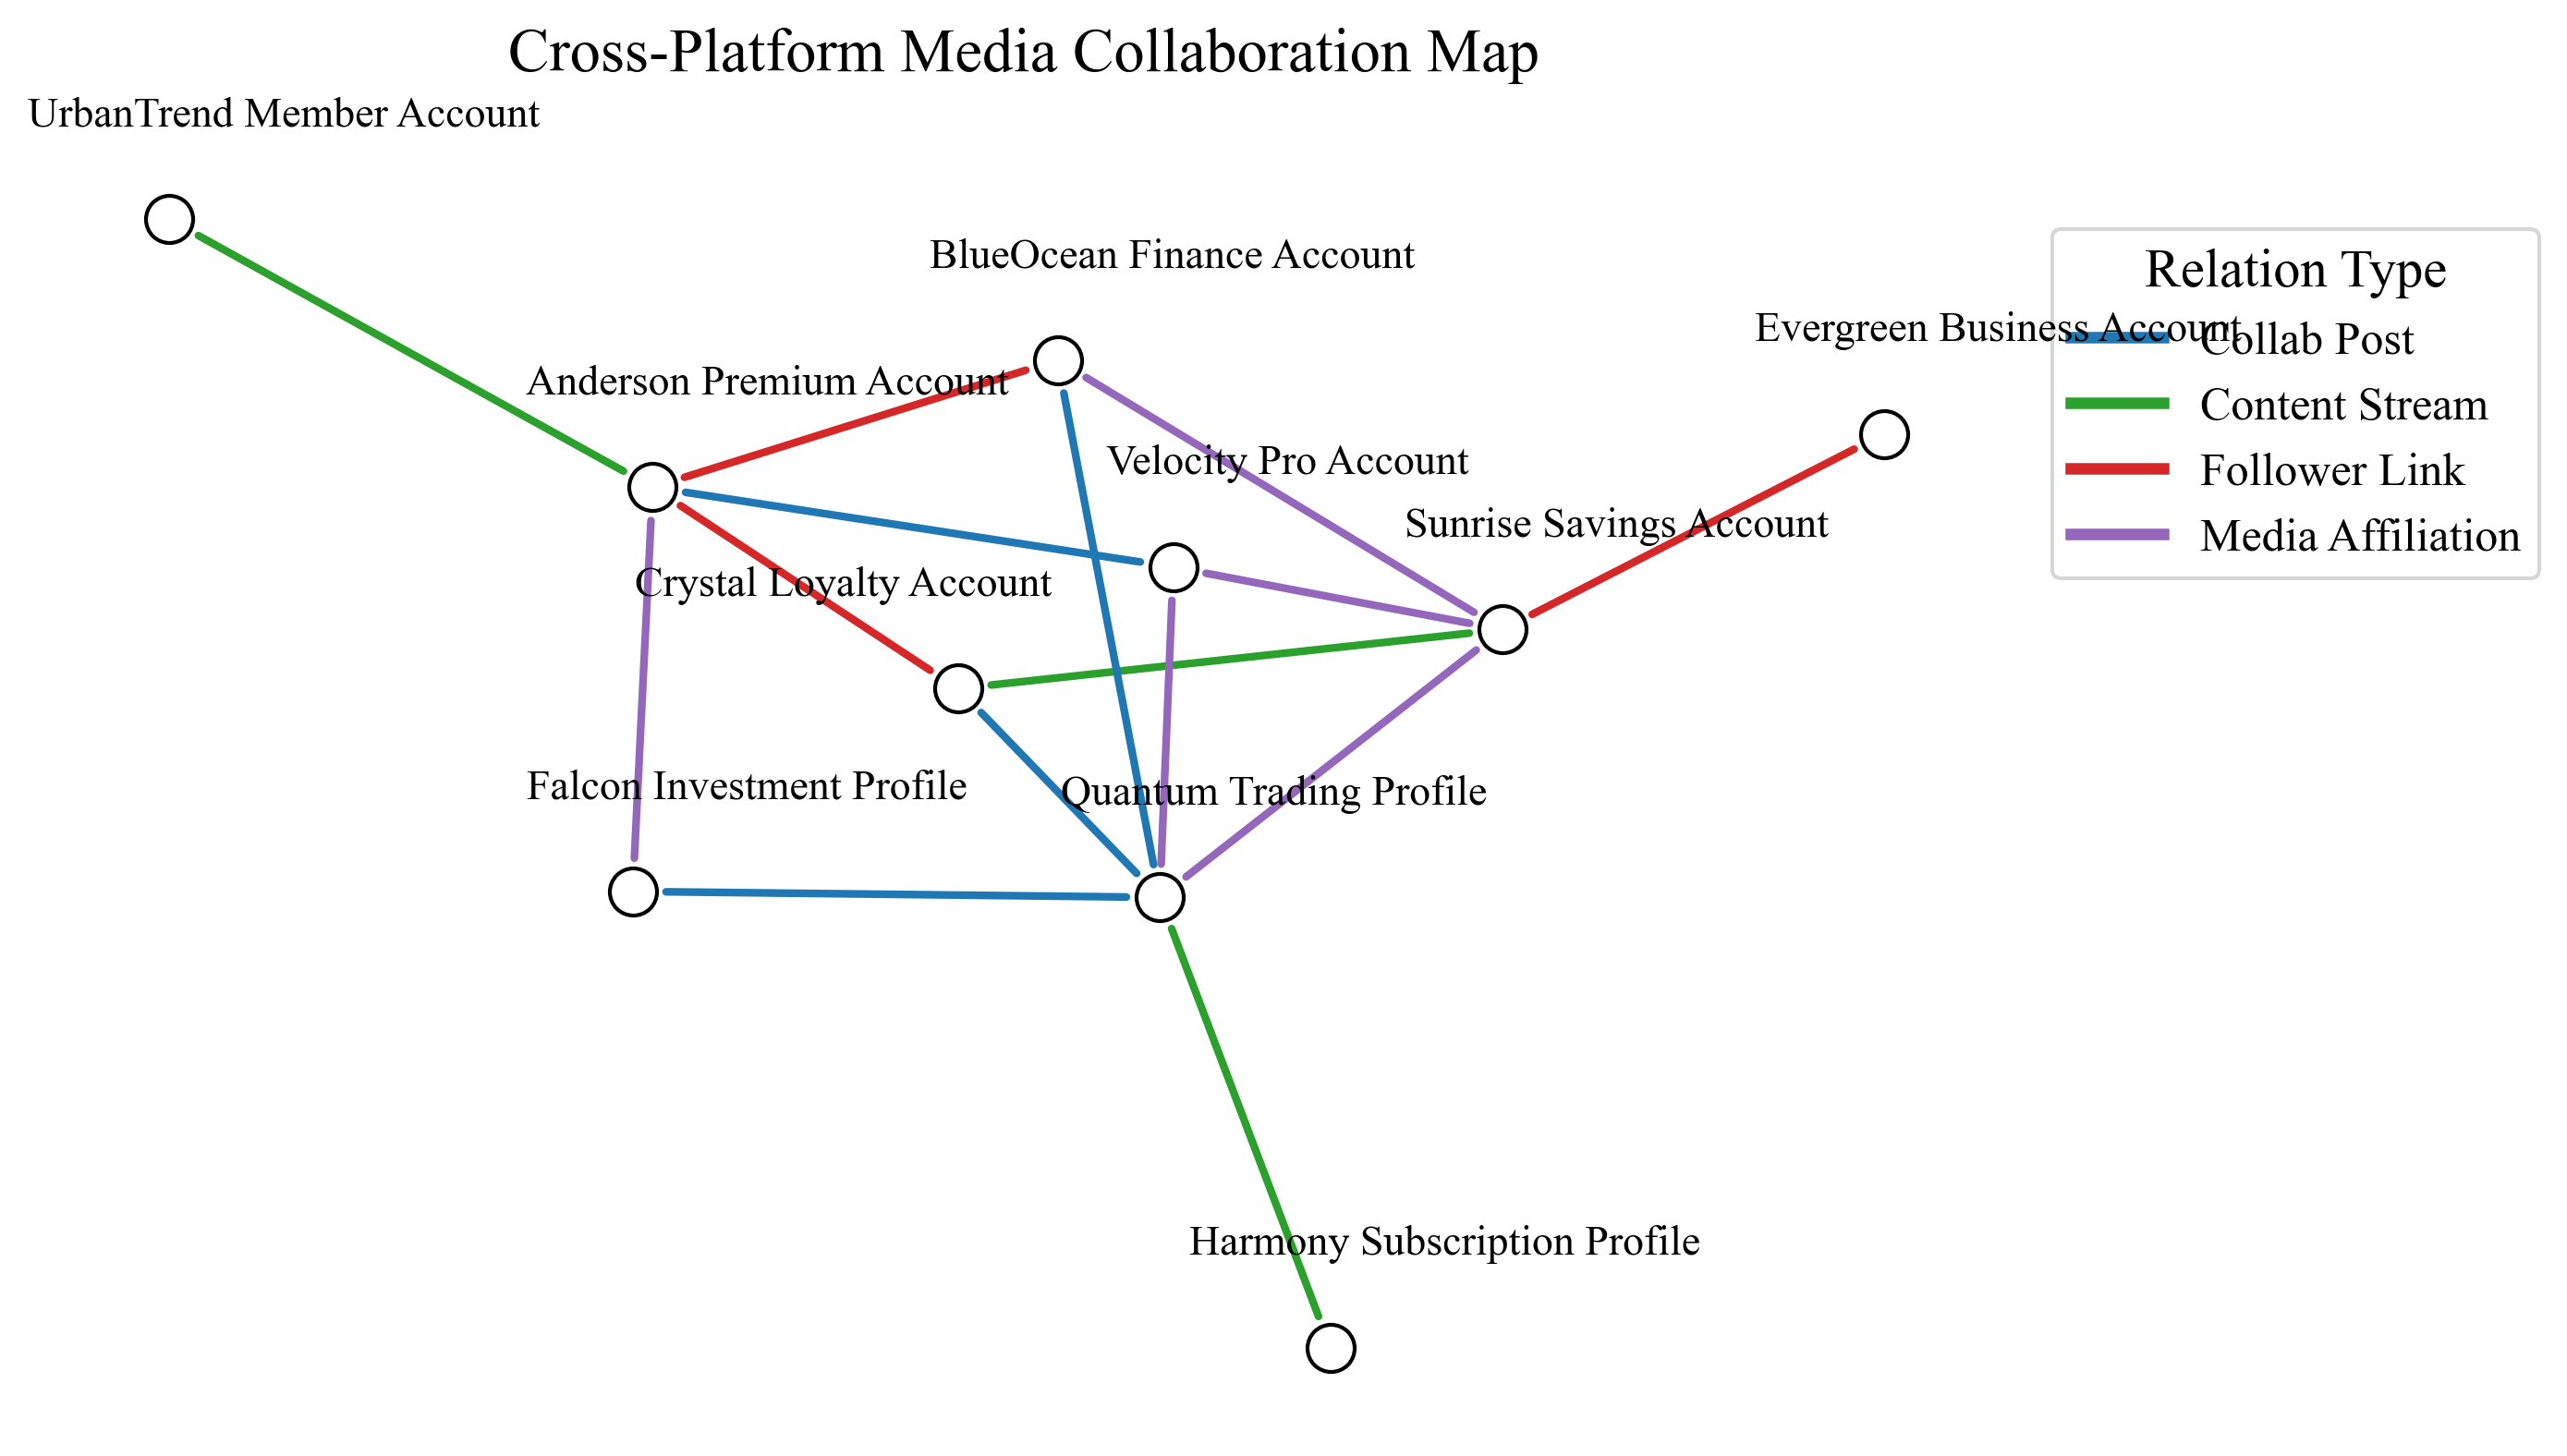 Cross-Platform Media Collaboration Map
UrbanTrend Member Account
BlueOcean Finance Account
Anderson Premium Account
Velocity Pro Account
Evergreen Business Account
Sunrise Savings Account
Crystal Loyalty Account
Falcon Investment Profile
Quantum Trading Profile
Harmony Subscription Profile
Relation Type
Collab Post
Content Stream
Follower Link
Media Affiliation